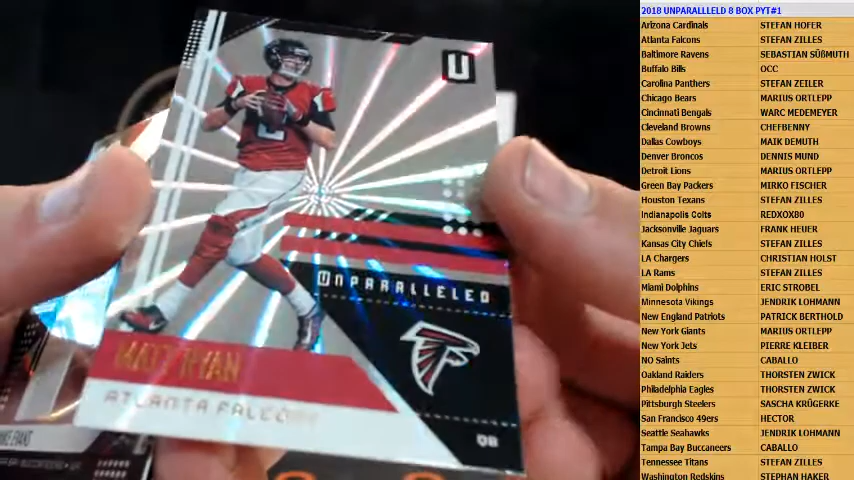 U
UNPARALLELED
MATT RYAN
ATLANTA FALCONS
QB
EVANS
2018 UNPARALLLELD 8 BOX PYT#1
Arizona Cardinals STEFAN HOFER
Atlanta Falcons STEFAN ZILLES
Baltimore Ravens SEBASTIAN SÜßMUTH
Buffalo Bills OCC
Carolina Panthers STEFAN ZEILER
Chicago Bears MARIUS ORTLEPP
Cincinnati Bengals WARC MEDEMEYER
Cleveland Browns CHEFBENNY
Dallas Cowboys MAIK DEMUTH
Denver Broncos DENNIS MUND
Detroit Lions MARIUS ORTLEPP
Green Bay Packers MIRKO FISCHER
Houston Texans STEFAN ZILLES
Indianapolis Colts REDXOX80
Jacksonville Jaguars FRANK HEUER
Kansas City Chiefs STEFAN ZILLES
LA Chargers CHRISTIAN HOLST
LA Rams STEFAN ZILLES
Miami Dolphins ERIC STROBEL
Minnesota Vikings JENDRIK LOHMANN
New England Patriots PATRICK BERTHOLD
New York Giants MARIUS ORTLEPP
New York Jets PIERRE KLEIBER
NO Saints CABALLO
Oakland Raiders THORSTEN ZWICK
Philadelphia Eagles THORSTEN ZWICK
Pittsburgh Steelers SASCHA KRÜGERKE
San Francisco 49ers HECTOR
Seattle Seahawks JENDRIK LOHMANN
Tampa Bay Buccaneers CABALLO
Tennessee Titans STEFAN ZILLES
Washington Redskins STEPHAN HAKER